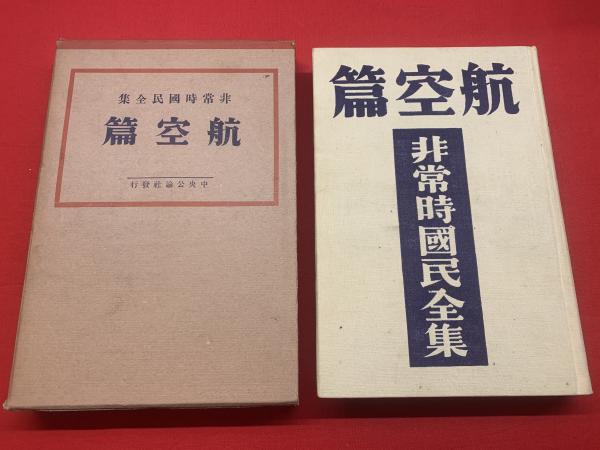 集全民國時常非
篇空航
行發社論公央中
篇空航
非常時國民全集